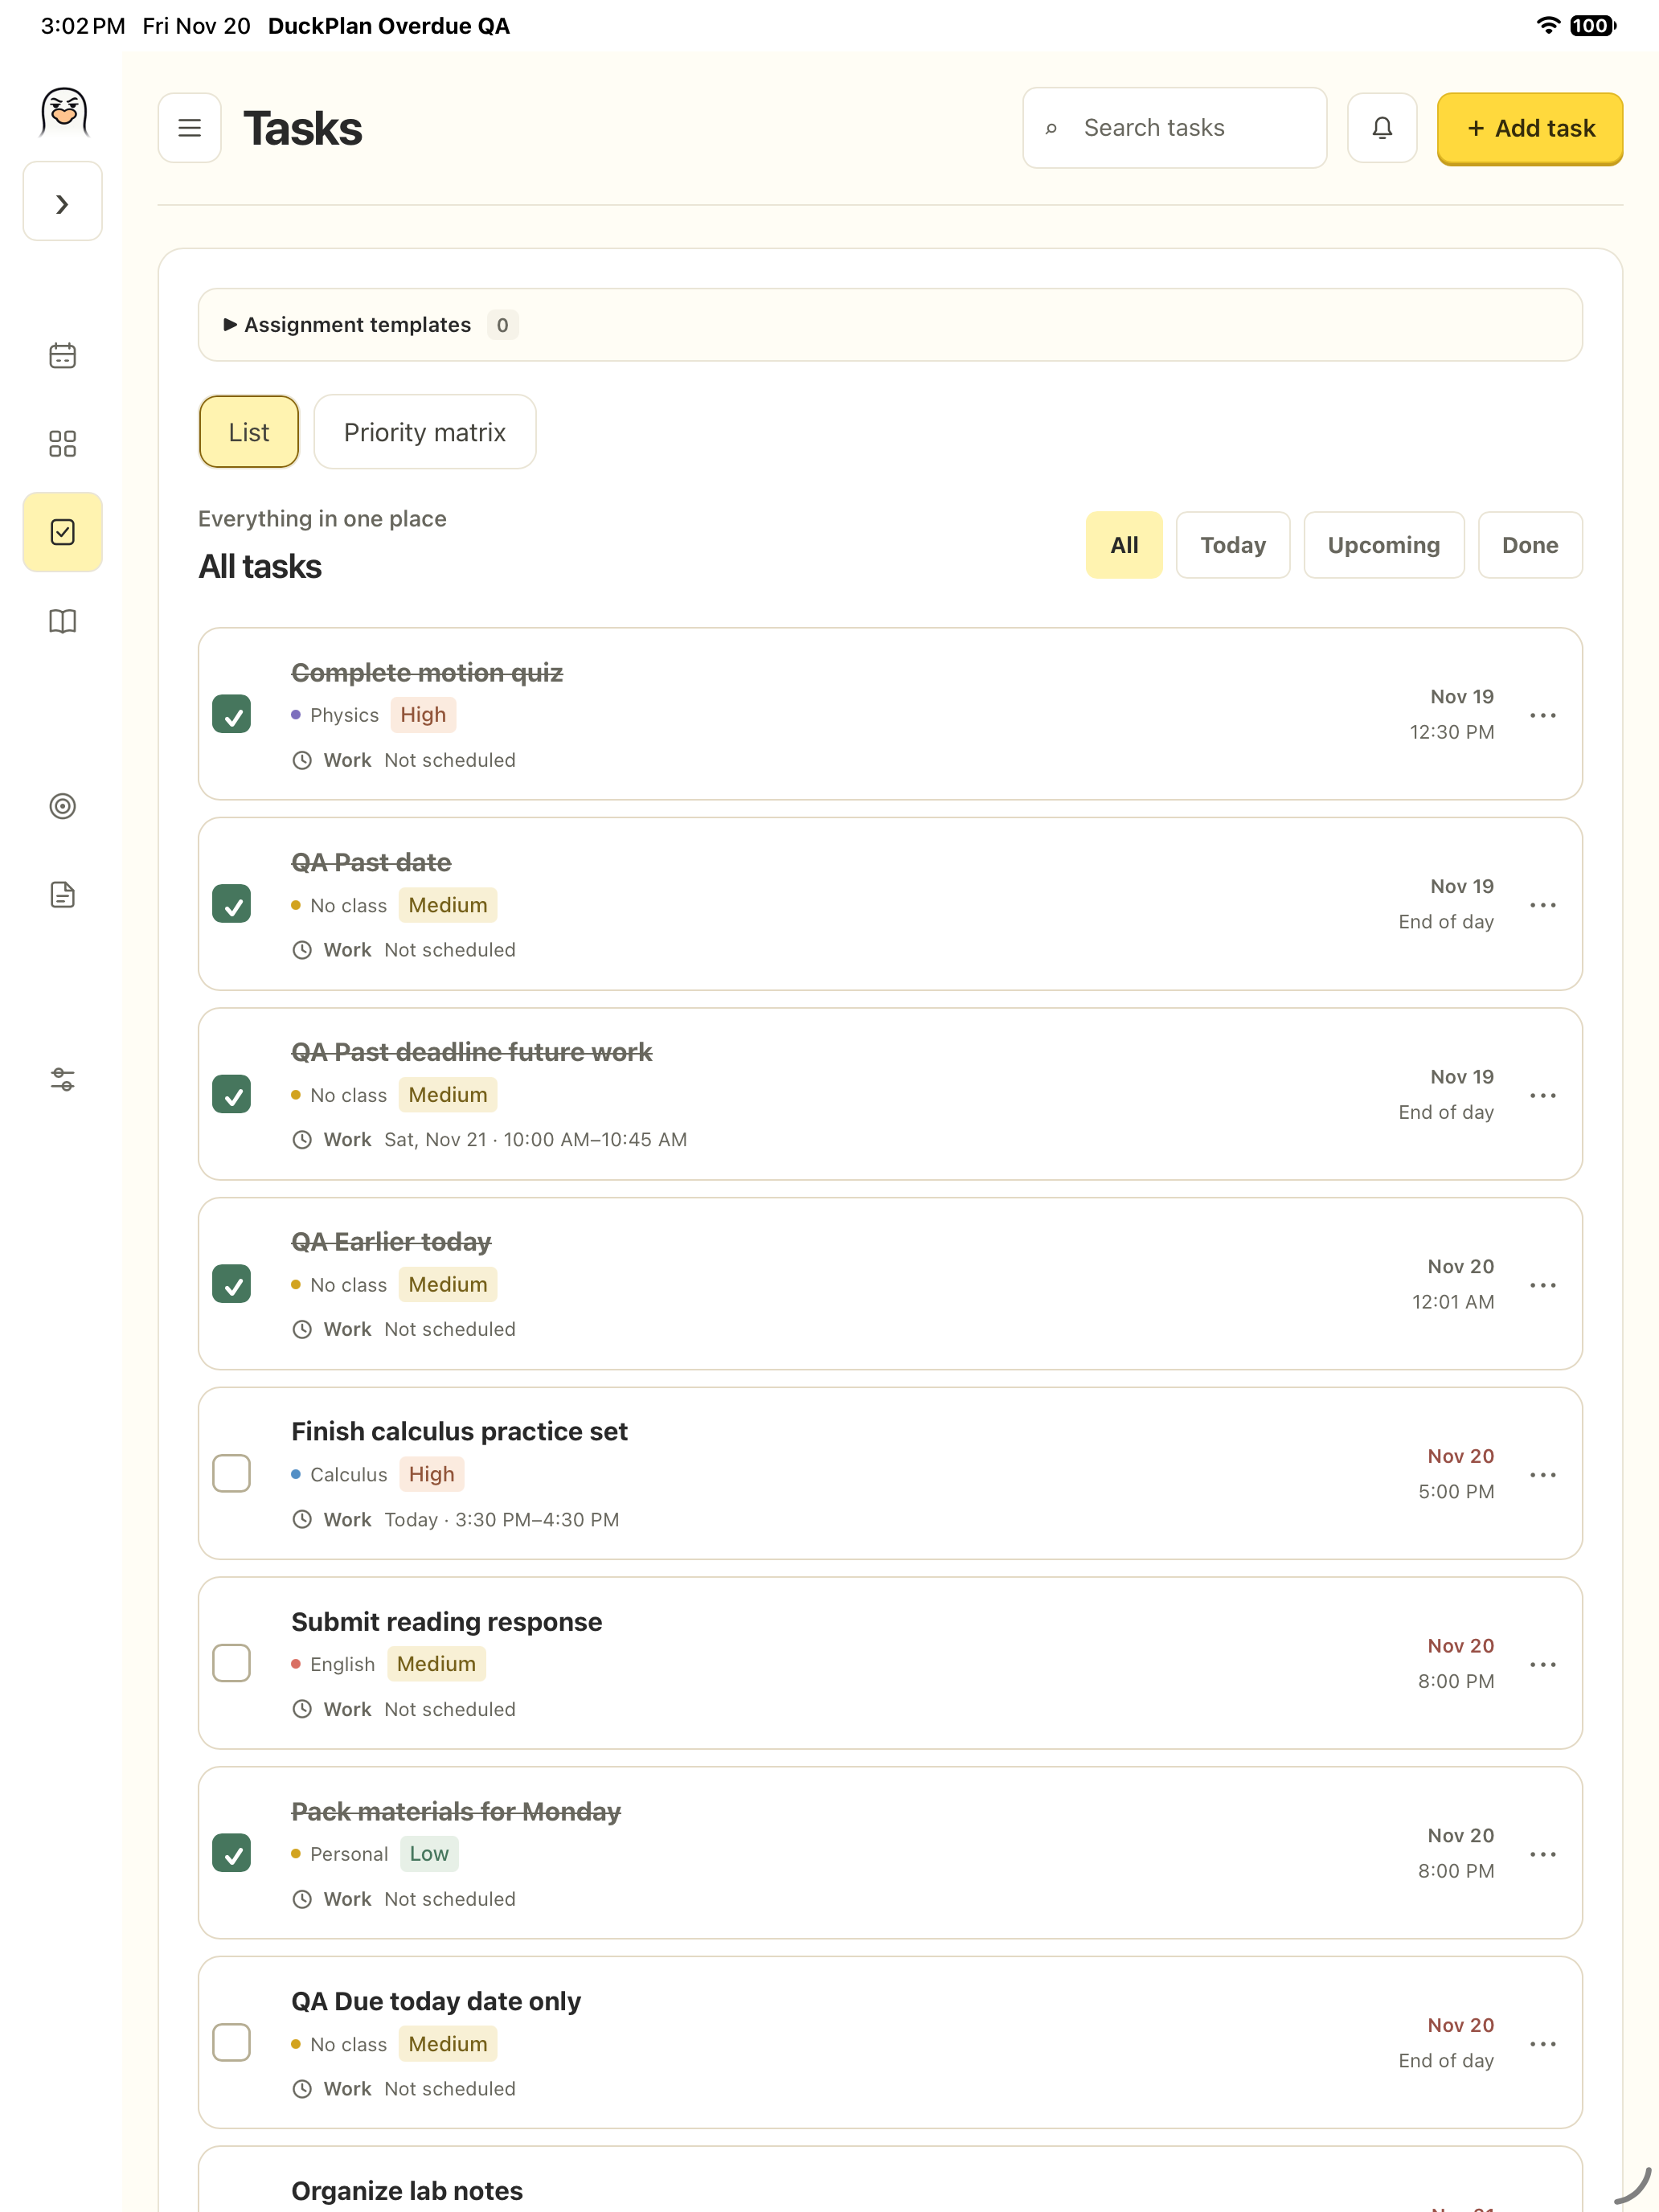 3:02 PM Fri Nov 20 DuckPlan Overdue QA
100
Tasks
Search tasks
+ Add task
Assignment templates 0
List
Priority matrix
Everything in one place
All tasks
All
Today
Upcoming
Done
Complete motion quiz
Physics High
Work Not scheduled
Nov 19
12:30 PM
QA Past date
No class Medium
Work Not scheduled
Nov 19
End of day
QA Past deadline future work
No class Medium
Work Sat, Nov 21 · 10:00 AM–10:45 AM
Nov 19
End of day
QA Earlier today
No class Medium
Work Not scheduled
Nov 20
12:01 AM
Finish calculus practice set
Calculus High
Work Today · 3:30 PM–4:30 PM
Nov 20
5:00 PM
Submit reading response
English Medium
Work Not scheduled
Nov 20
8:00 PM
Pack materials for Monday
Personal Low
Work Not scheduled
Nov 20
8:00 PM
QA Due today date only
No class Medium
Work Not scheduled
Nov 20
End of day
Organize lab notes